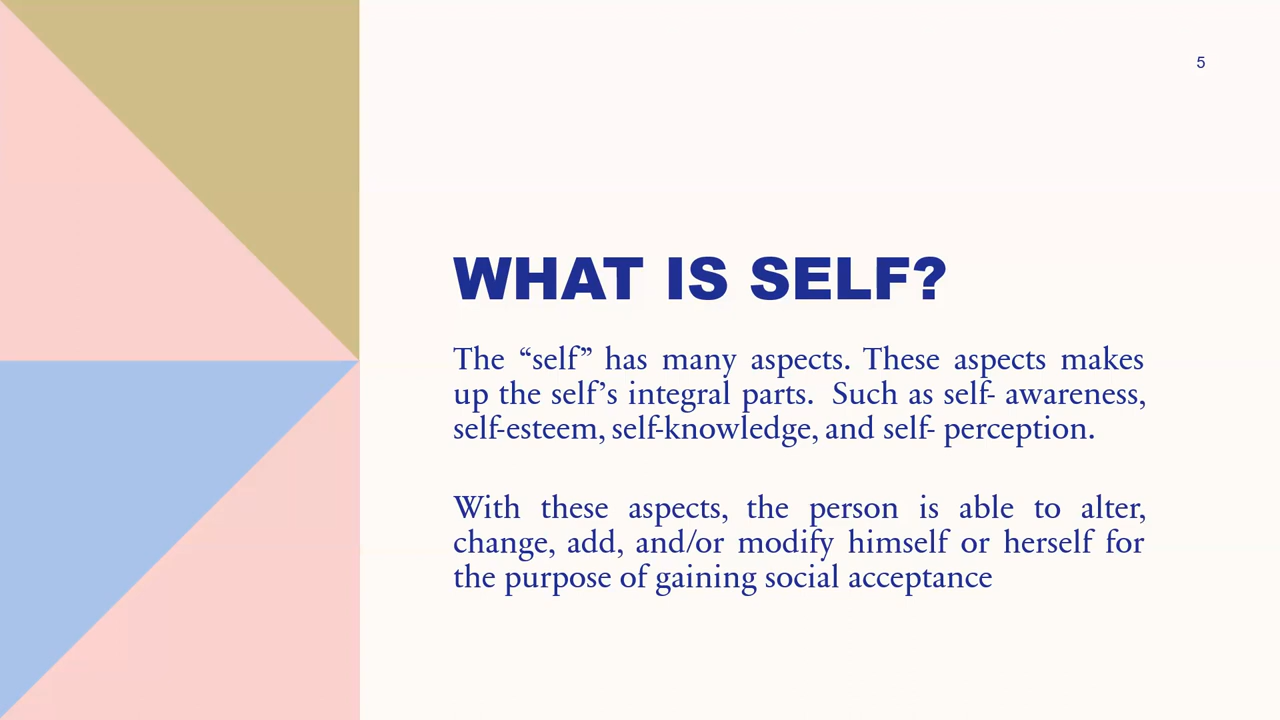 5
WHAT IS SELF?
The “self” has many aspects. These aspects makes
up the self’s integral parts.  Such as self- awareness,
self-esteem, self-knowledge, and self- perception.
With these aspects, the person is able to alter,
change, add, and/or modify himself or herself for
the purpose of gaining social acceptance